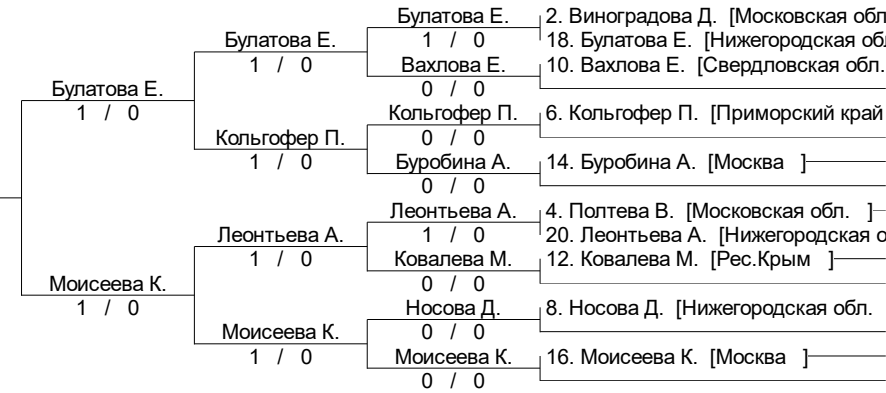 Булатова Е. 2. Виноградова Д. [Московская обл
Булатова Е. 1 / 0 18. Булатова Е. [Нижегородская об
1 / 0 Вахлова Е. 10. Вахлова Е. [Свердловская обл.
Булатова Е. 0 / 0
1 / 0 Кольгофер П. 6. Кольгофер П. [Приморский край
Кольгофер П. 0 / 0
1 / 0 Буробина А. 14. Буробина А. [Москва ]
0 / 0
Леонтьева А. 4. Полтева В. [Московская обл. ]
Леонтьева А. 1 / 0 20. Леонтьева А. [Нижегородская о
1 / 0 Ковалева М. 12. Ковалева М. [Рес.Крым ]
Моисеева К. 0 / 0
1 / 0 Носова Д. 8. Носова Д. [Нижегородская обл.
Моисеева К. 0 / 0
1 / 0 Моисеева К. 16. Моисеева К. [Москва ]
0 / 0